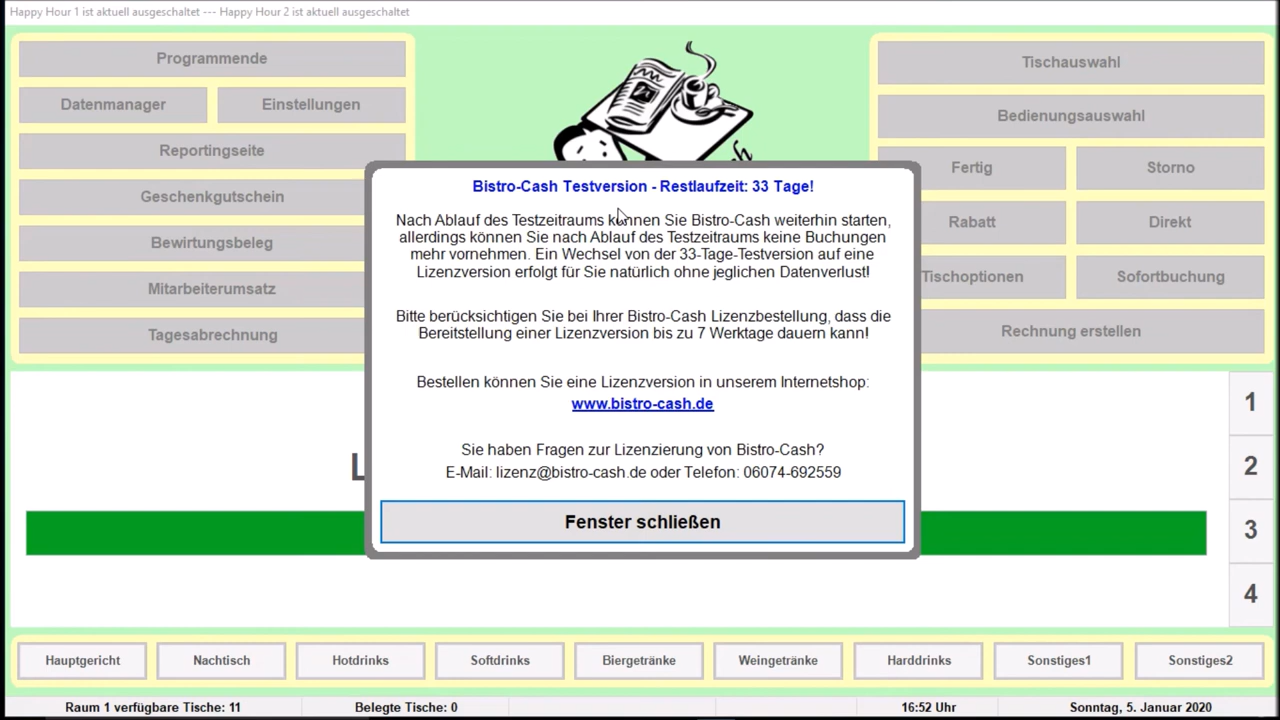 Happy Hour 1 ist aktuell ausgeschaltet --- Happy Hour 2 ist aktuell ausgeschaltet
Programmende
Datenmanager
Einstellungen
Reportingseite
Geschenkgutschein
Bewirtungsbeleg
Mitarbeiterumsatz
Tagesabrechnung
Tischauswahl
Bedienungsauswahl
Fertig
Storno
Rabatt
Direkt
Tischoptionen
Sofortbuchung
Rechnung erstellen
Bistro-Cash Testversion - Restlaufzeit: 33 Tage!
Nach Ablauf des Testzeitraums können Sie Bistro-Cash weiterhin starten,
allerdings können Sie nach Ablauf des Testzeitraums keine Buchungen
mehr vornehmen. Ein Wechsel von der 33-Tage-Testversion auf eine
Lizenzversion erfolgt für Sie natürlich ohne jeglichen Datenverlust!
Bitte berücksichtigen Sie bei Ihrer Bistro-Cash Lizenzbestellung, dass die
Bereitstellung einer Lizenzversion bis zu 7 Werktage dauern kann!
Bestellen können Sie eine Lizenzversion in unserem Internetshop:
www.bistro-cash.de
Sie haben Fragen zur Lizenzierung von Bistro-Cash?
E-Mail: lizenz@bistro-cash.de oder Telefon: 06074-692559
Fenster schließen
L
1
2
3
4
Hauptgericht
Nachtisch
Hotdrinks
Softdrinks
Biergetränke
Weingetränke
Harddrinks
Sonstiges1
Sonstiges2
Raum 1 verfügbare Tische: 11
Belegte Tische: 0
16:52 Uhr
Sonntag, 5. Januar 2020